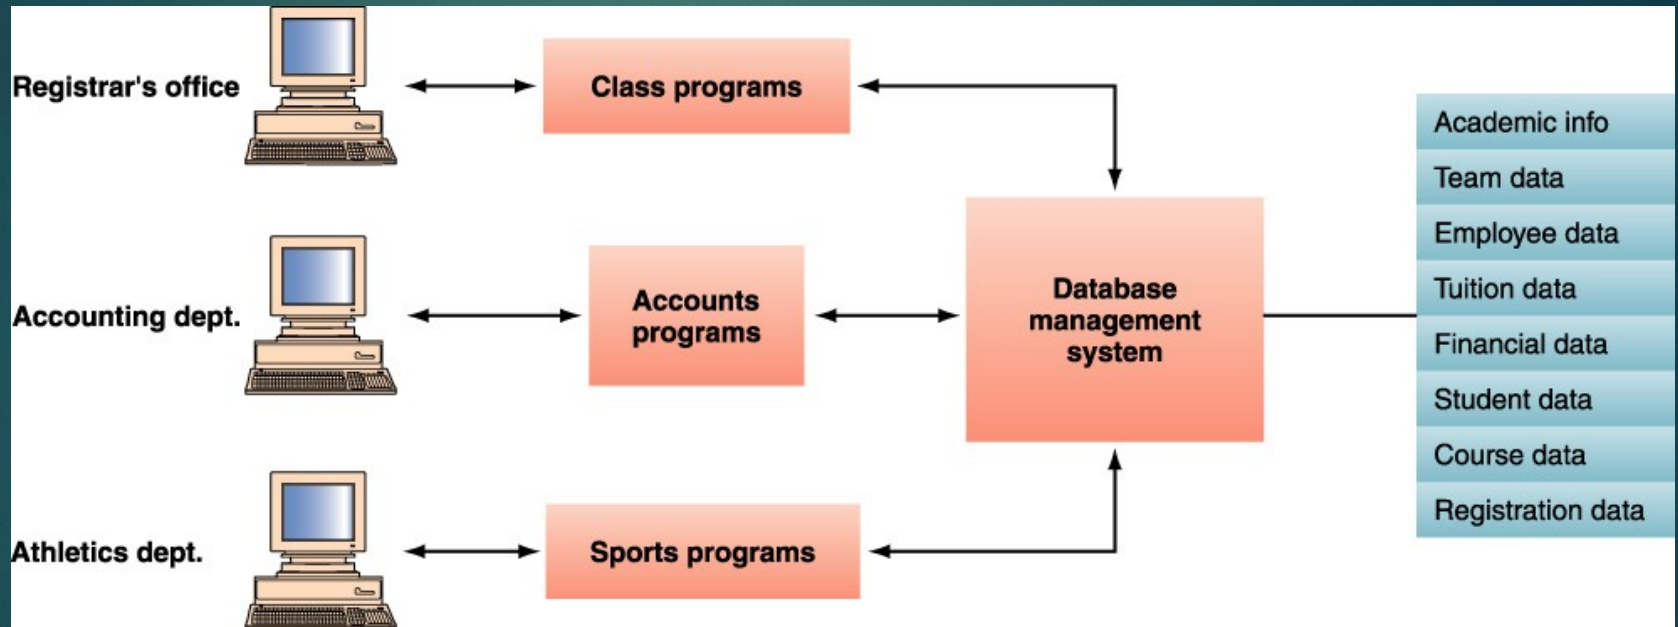 Registrar's office
Class programs
Accounting dept.
Accounts
programs
Athletics dept.
Sports programs
Database
management
system
Academic info
Team data
Employee data
Tuition data
Financial data
Student data
Course data
Registration data